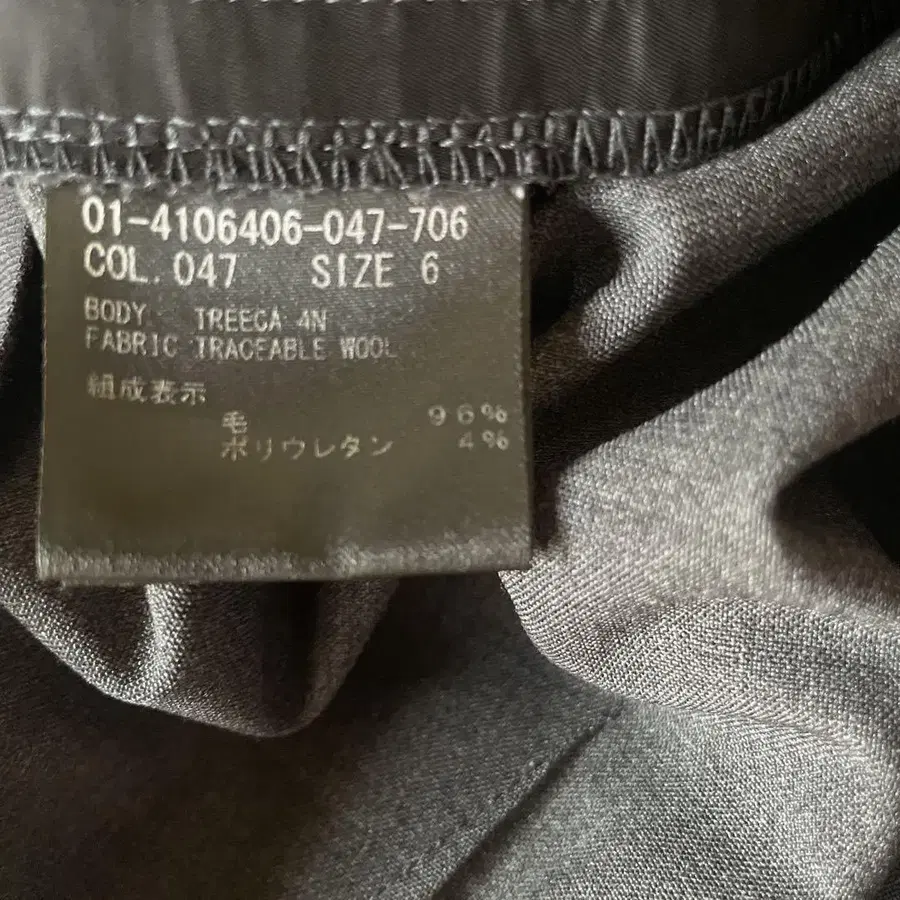 01-4106406-047-706
COL. 047 SIZE 6
BODY TREECA 4N
FABRIC TRACEABLE WOOL
組成表示
毛 96%
ポリウレタン 4%